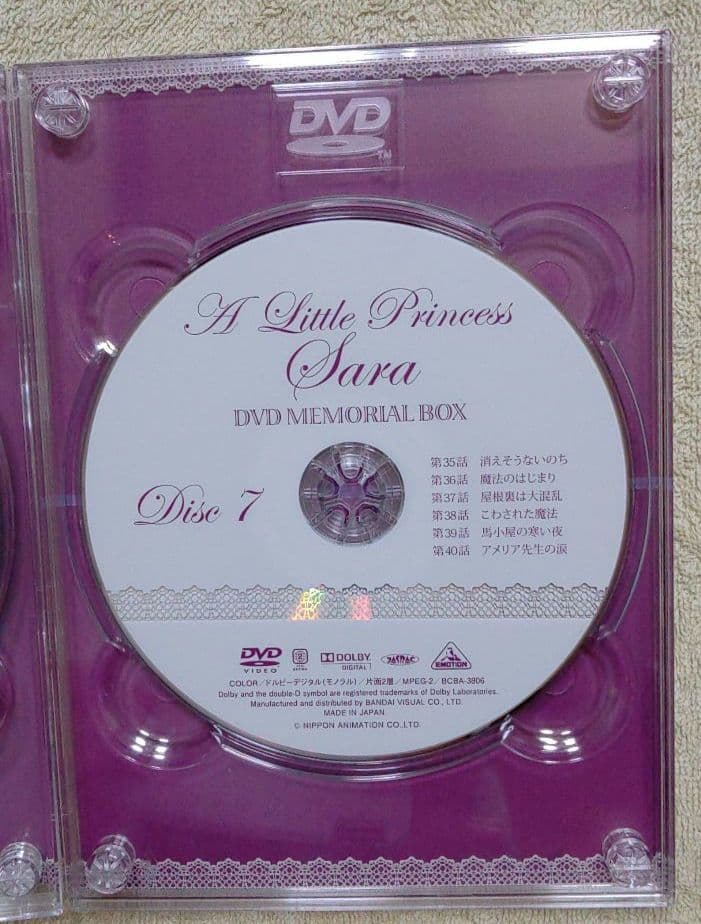 DVD
TM
A Little Princess
Sara
DVD MEMORIAL BOX
Disc 7
第35話 消えそうないのち
第36話 魔法のはじまり
第37話 屋根裏は大混乱
第38話 こわされた魔法
第39話 馬小屋の寒い夜
第40話 アメリア先生の涙
DVD
VIDEO
2
DOLBY
DIGITAL
JASRAC
EMOTION
COLOR/ドルビーデジタル(モノラル)/片面2層/MPEG-2/BCBA-3806
Dolby and the double-D symbol are registered trademarks of Dolby Laboratories.
Manufactured and distributed by BANDAI VISUAL CO., LTD.
MADE IN JAPAN
© NIPPON ANIMATION CO.,LTD.